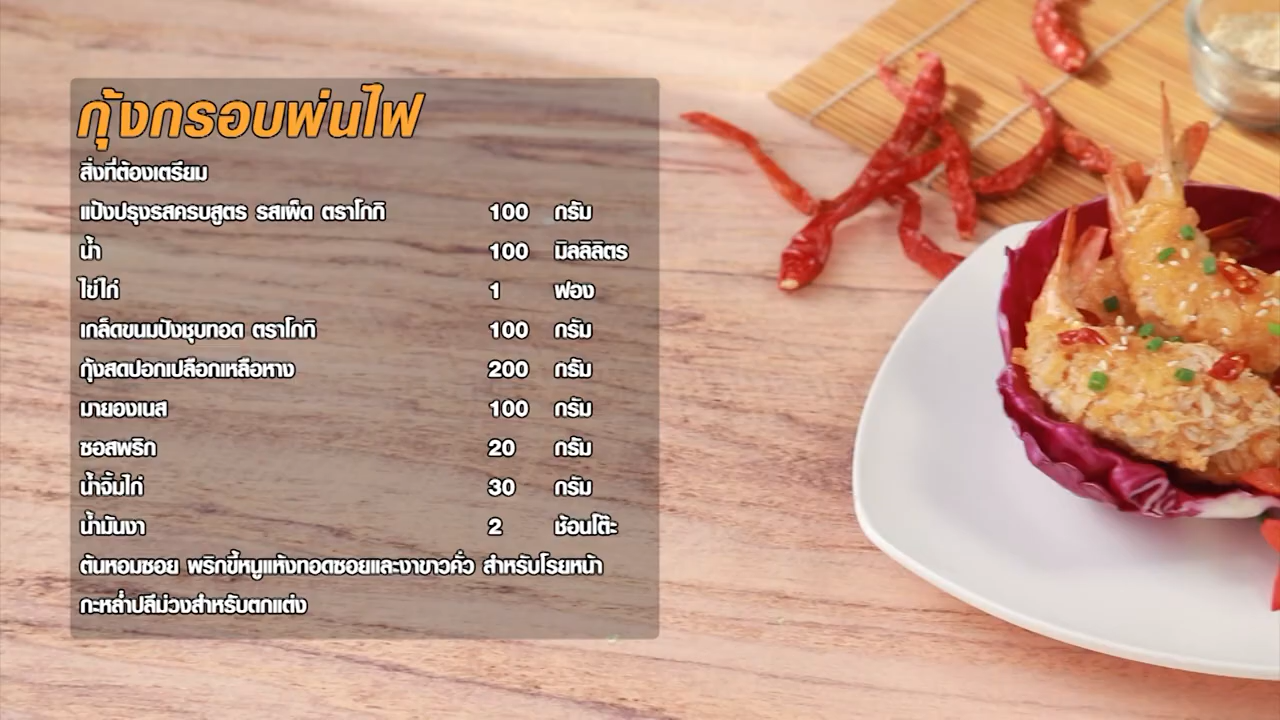 กุ้งกรอบพ่นไฟ
สิ่งที่ต้องเตรียม
แป้งปรุงรสครบสูตร รสเผ็ด ตราโกกิ 100 กรัม
น้ำ 100 มิลลิลิตร
ไข่ไก่ 1 ฟอง
เกล็ดขนมปังชุบทอด ตราโกกิ 100 กรัม
กุ้งสดปอกเปลือกเหลือหาง 200 กรัม
มายองเนส 100 กรัม
ซอสพริก 20 กรัม
น้ำจิ้มไก่ 30 กรัม
น้ำมันงา 2 ช้อนโต๊ะ
ต้นหอมซอย พริกขี้หนูแห้งทอดซอยและงาขาวคั่ว สำหรับโรยหน้า
กะหล่ำปลีม่วงสำหรับตกแต่ง